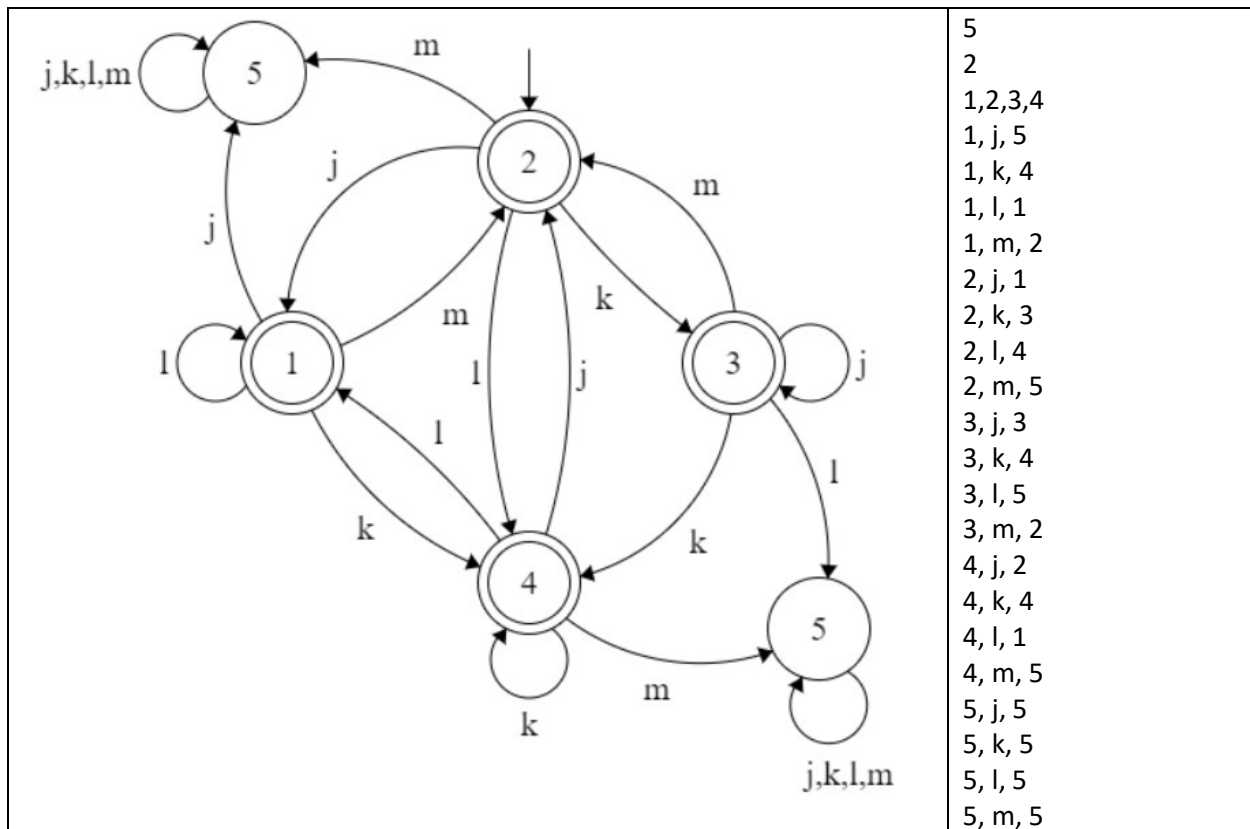 m
5
j,k,l,m
2
j
m
j
m
k
l
1
l
j
3
j
l
l
k
k
4
5
m
k
j,k,l,m
5
2
1,2,3,4
1, j, 5
1, k, 4
1, l, 1
1, m, 2
2, j, 1
2, k, 3
2, l, 4
2, m, 5
3, j, 3
3, k, 4
3, l, 5
3, m, 2
4, j, 2
4, k, 4
4, l, 1
4, m, 5
5, j, 5
5, k, 5
5, l, 5
5, m, 5